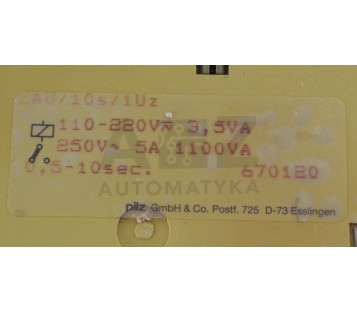 ZAU/10s/1Uz
110-220V≂ 3,5VA
250V~ 5A 1100VA
0,5-10sec. 670120
AUTOMATYKA
pilz GmbH & Co. Postf. 725 D-73 Esslingen